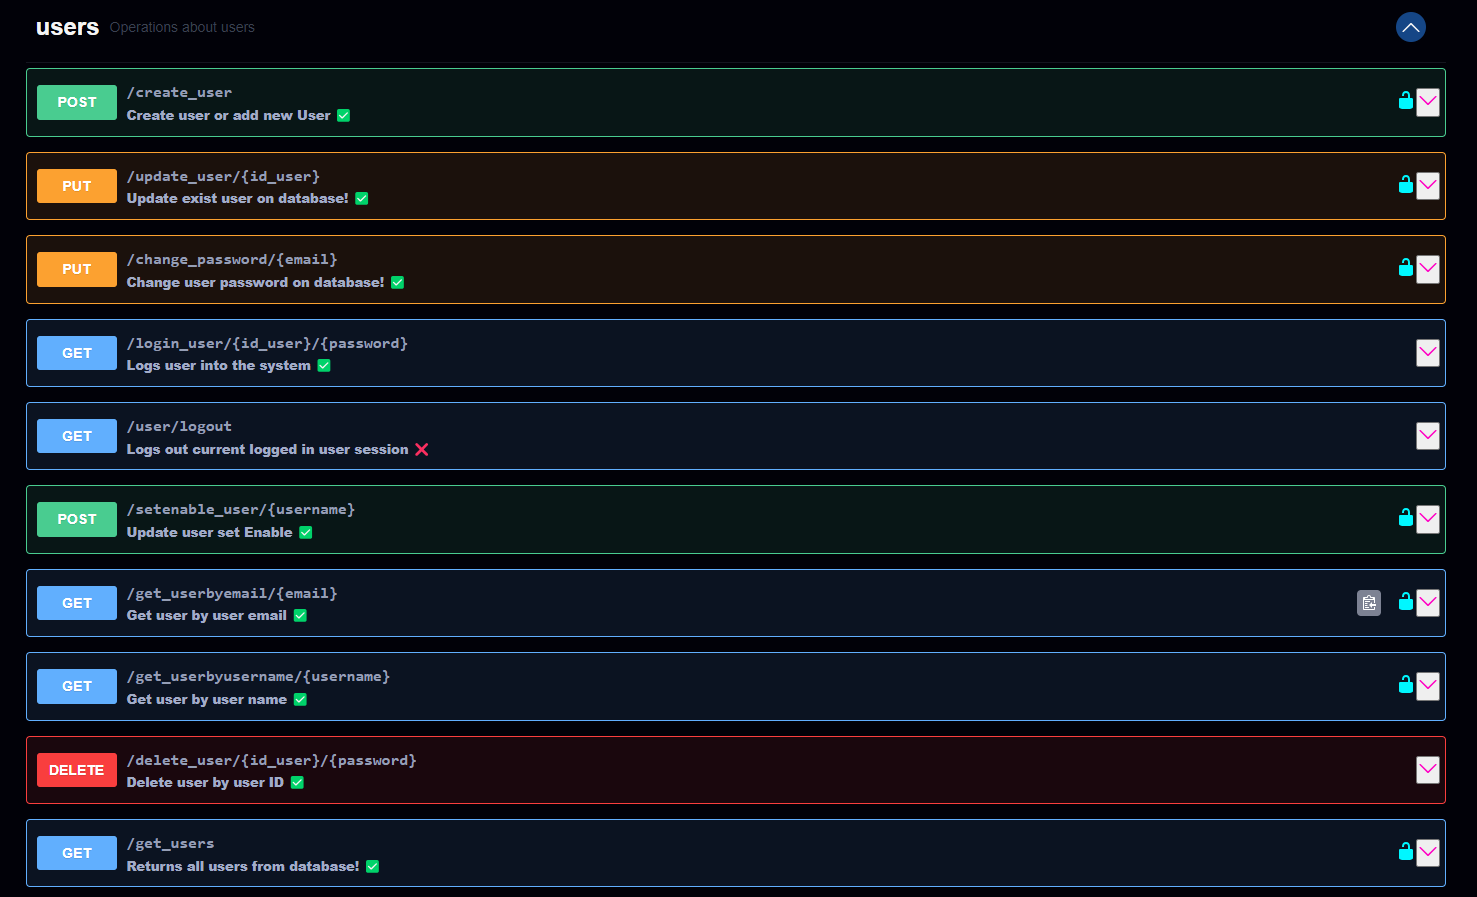 users Operations about users
POST /create_user
Create user or add new User ✅
PUT /update_user/{id_user}
Update exist user on database! ✅
PUT /change_password/{email}
Change user password on database! ✅
GET /login_user/{id_user}/{password}
Logs user into the system ✅
GET /user/logout
Logs out current logged in user session ❌
POST /setenable_user/{username}
Update user set Enable ✅
GET /get_userbyemail/{email}
Get user by user email ✅
GET /get_userbyusername/{username}
Get user by user name ✅
DELETE /delete_user/{id_user}/{password}
Delete user by user ID ✅
GET /get_users
Returns all users from database! ✅